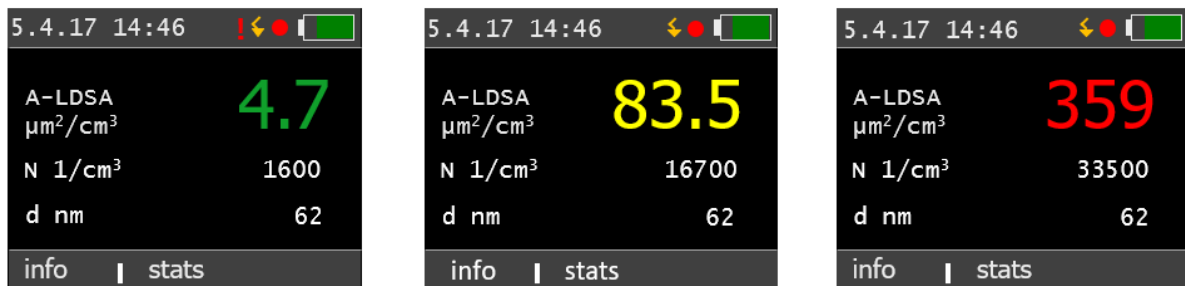 5.4.17 14:46 !
A-LDSA 4.7
µm²/cm³
N 1/cm³ 1600
d nm 62
info stats
5.4.17 14:46
A-LDSA 83.5
µm²/cm³
N 1/cm³ 16700
d nm 62
info stats
5.4.17 14:46
A-LDSA 359
µm²/cm³
N 1/cm³ 33500
d nm 62
info stats